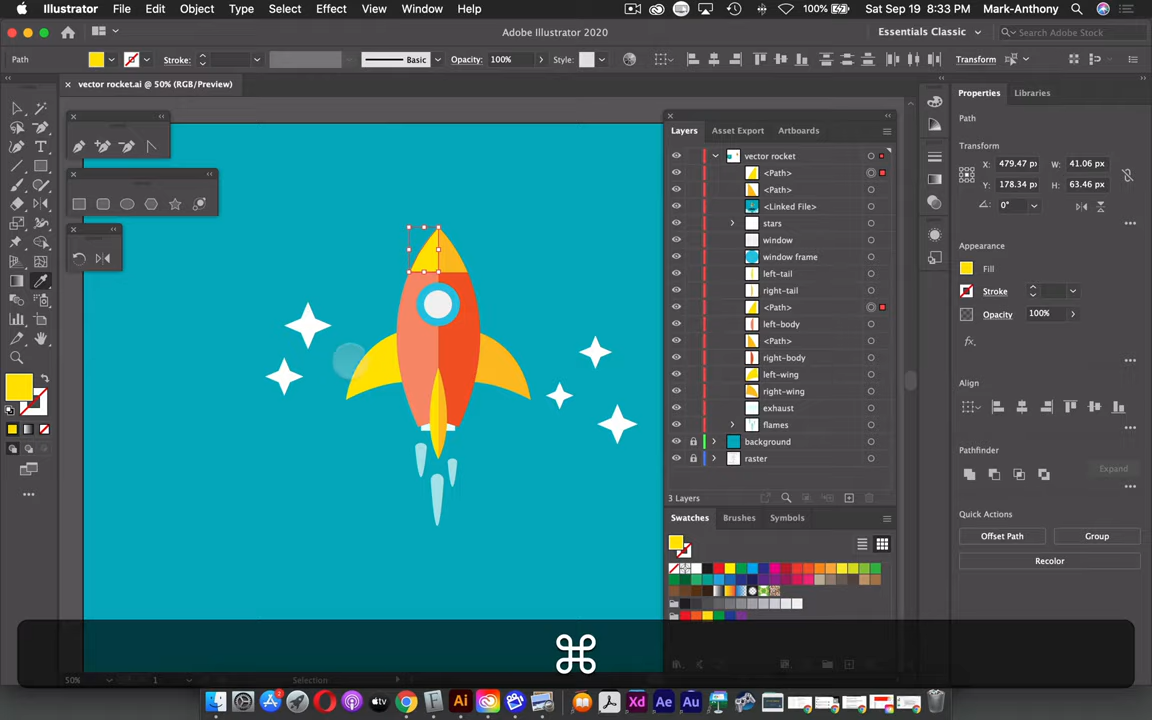 Illustrator File Edit Object Type Select Effect View Window Help 100% Sat Sep 19 8:33 PM Mark-Anthony
Adobe Illustrator 2020 Essentials Classic Search Adobe Stock
Path Stroke: Basic Opacity: 100% Style: Transform
vector rocket.ai @ 50% (RGB/Preview)
Layers Asset Export Artboards
vector rocket
<Path>
<Path>
<Linked File>
stars
window
window frame
left-tail
right-tail
<Path>
left-body
<Path>
right-body
left-wing
right-wing
exhaust
flames
background
raster
3 Layers
Swatches Brushes Symbols
Properties Libraries
Path
Transform
X: 479.47 px W: 41.06 px
Y: 178.34 px H: 63.46 px
0°
Appearance
Fill
Stroke
Opacity 100%
fx
Align
Pathfinder
Expand
Quick Actions
Offset Path Group
Recolor
⌘
50% 1 Selection